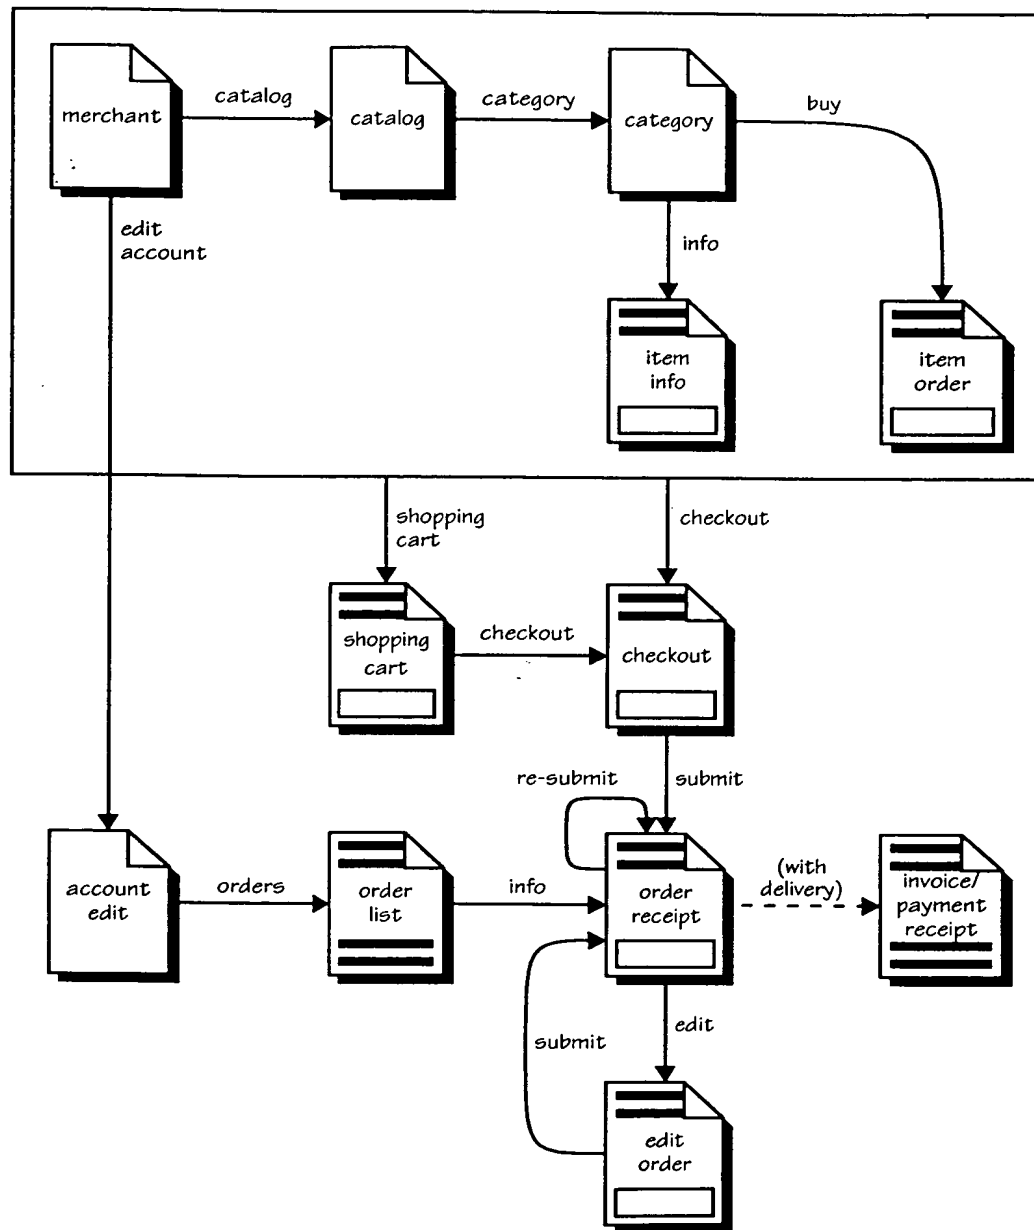 merchant
catalog
catalog
category
category
buy
edit
account
info
item
info
item
order
shopping
cart
checkout
shopping
cart
checkout
checkout
re-submit
submit
account
edit
orders
order
list
info
order
receipt
(with
delivery)
invoice/
payment
receipt
submit
edit
edit
order